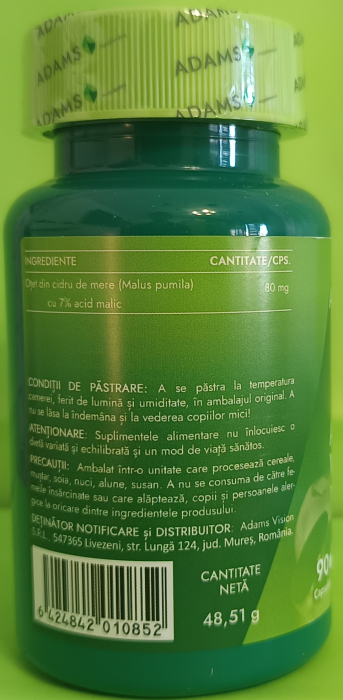 ADAMS
ADAMS
ADAMS
ADAMS
INGREDIENTE CANTITATE/CPS.
Oțet din cidru de mere (Malus pumila) 80 mg
cu 7% acid malic
CONDIȚII DE PĂSTRARE: A se păstra la temperatura
camerei, ferit de lumină și umiditate, în ambalajul original. A
nu se lăsa la îndemâna și la vederea copiilor mici!
ATENȚIONARE: Suplimentele alimentare nu înlocuiesc o
dietă variată și echilibrată și un mod de viață sănătos.
PRECAUȚII: Ambalat într-o unitate care procesează cereale,
muștar, soia, nuci, alune, susan. A nu se consuma de către fe-
meile însărcinate sau care alăptează, copii și persoanele aler-
gice la oricare dintre ingredientele produsului.
DEȚINĂTOR NOTIFICARE și DISTRIBUITOR: Adams Vision
S.R.L. 547365 Livezeni, str. Lungă 124, jud. Mureș, România.
CANTITATE
NETĂ
48,51 g
6 424842 010852
90